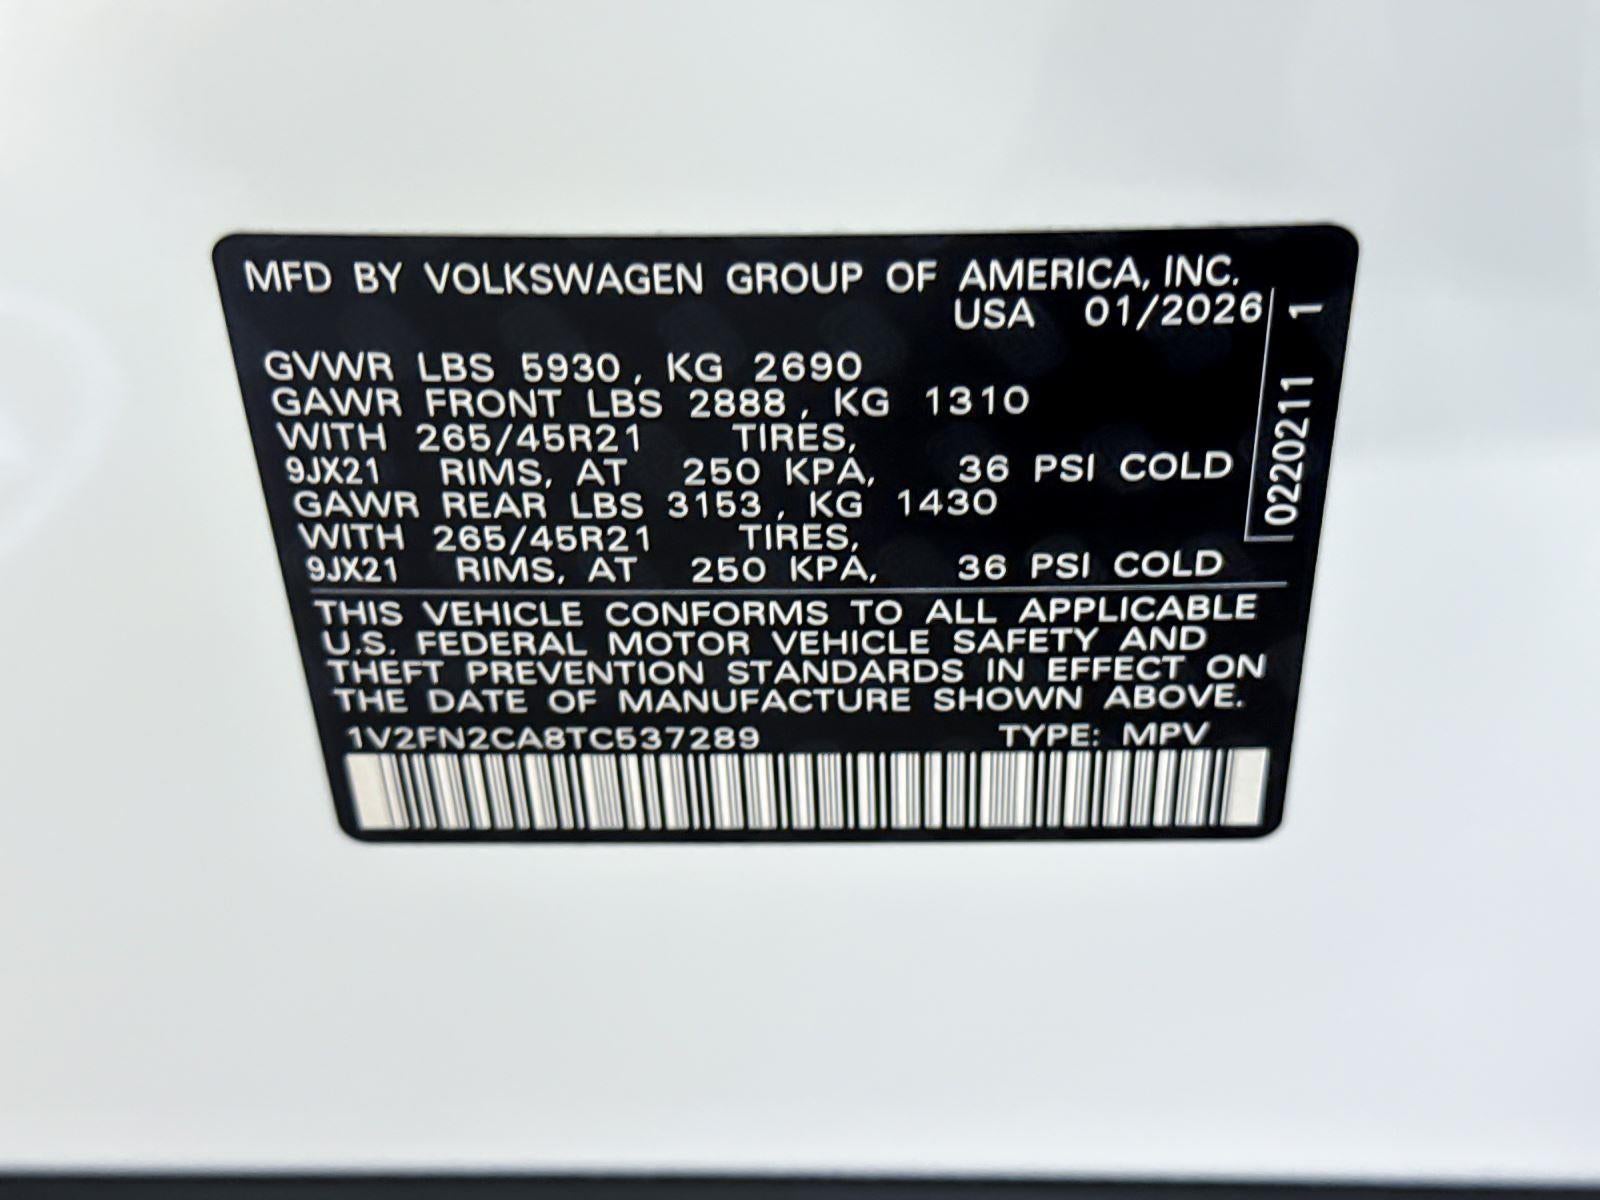 MFD BY VOLKSWAGEN GROUP OF AMERICA, INC.
USA 01/2026
GVWR LBS 5930, KG 2690
GAWR FRONT LBS 2888, KG 1310
WITH 265/45R21 TIRES,
9JX21 RIMS, AT 250 KPA, 36 PSI COLD
GAWR REAR LBS 3153, KG 1430
WITH 265/45R21 TIRES,
9JX21 RIMS, AT 250 KPA, 36 PSI COLD
THIS VEHICLE CONFORMS TO ALL APPLICABLE
U.S. FEDERAL MOTOR VEHICLE SAFETY AND
THEFT PREVENTION STANDARDS IN EFFECT ON
THE DATE OF MANUFACTURE SHOWN ABOVE.
1V2FN2CA8TC537289 TYPE: MPV
02202111 1